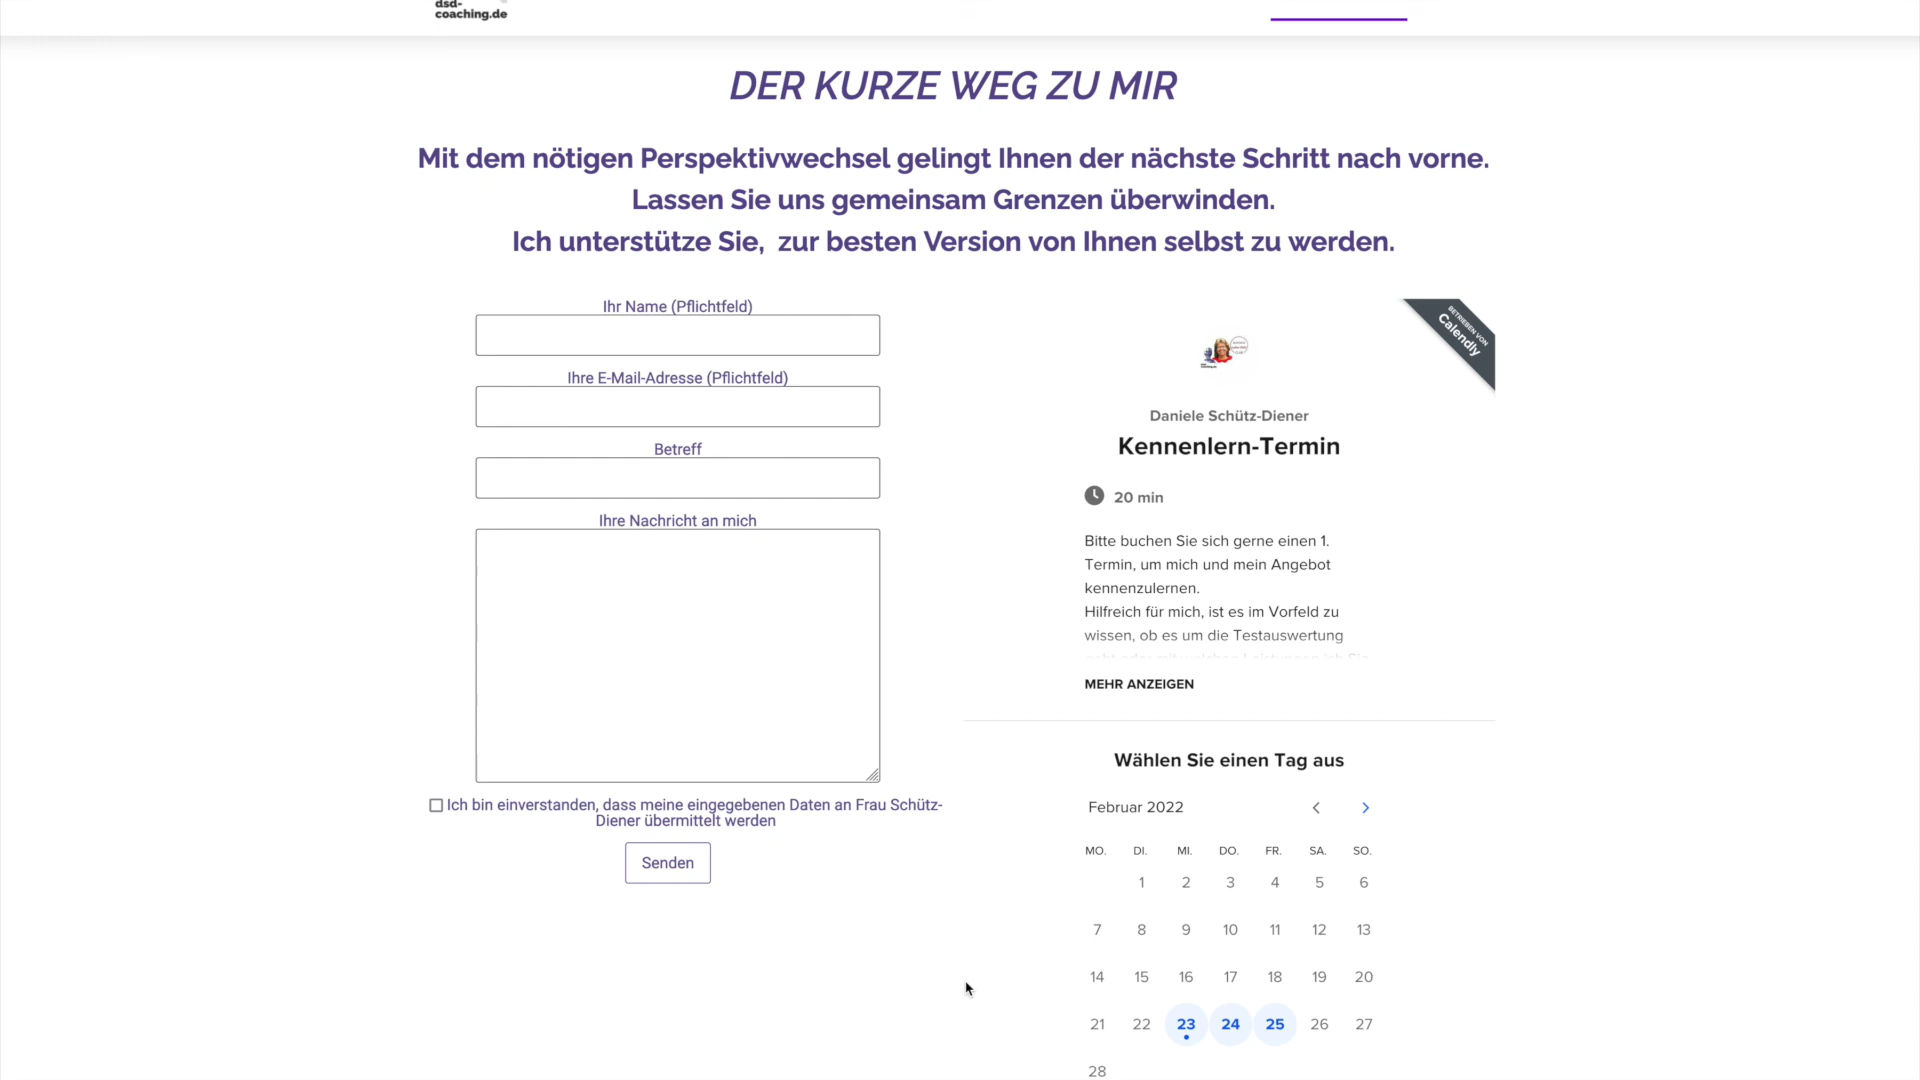 dsd-
coaching.de
DER KURZE WEG ZU MIR
Mit dem nötigen Perspektivwechsel gelingt Ihnen der nächste Schritt nach vorne.
Lassen Sie uns gemeinsam Grenzen überwinden.
Ich unterstütze Sie,  zur besten Version von Ihnen selbst zu werden.
Ihr Name (Pflichtfeld)
Ihre E-Mail-Adresse (Pflichtfeld)
Betreff
Ihre Nachricht an mich
Ich bin einverstanden, dass meine eingegebenen Daten an Frau Schütz-
Diener übermittelt werden
Senden
BETRIEBEN VON
Calendly
Daniele Schütz-Diener
Kennenlern-Termin
20 min
Bitte buchen Sie sich gerne einen 1.
Termin, um mich und mein Angebot
kennenzulernen.
Hilfreich für mich, ist es im Vorfeld zu
wissen, ob es um die Testauswertung
MEHR ANZEIGEN
Wählen Sie einen Tag aus
Februar 2022
MO. DI. MI. DO. FR. SA. SO.
1 2 3 4 5 6
7 8 9 10 11 12 13
14 15 16 17 18 19 20
21 22 23 24 25 26 27
28